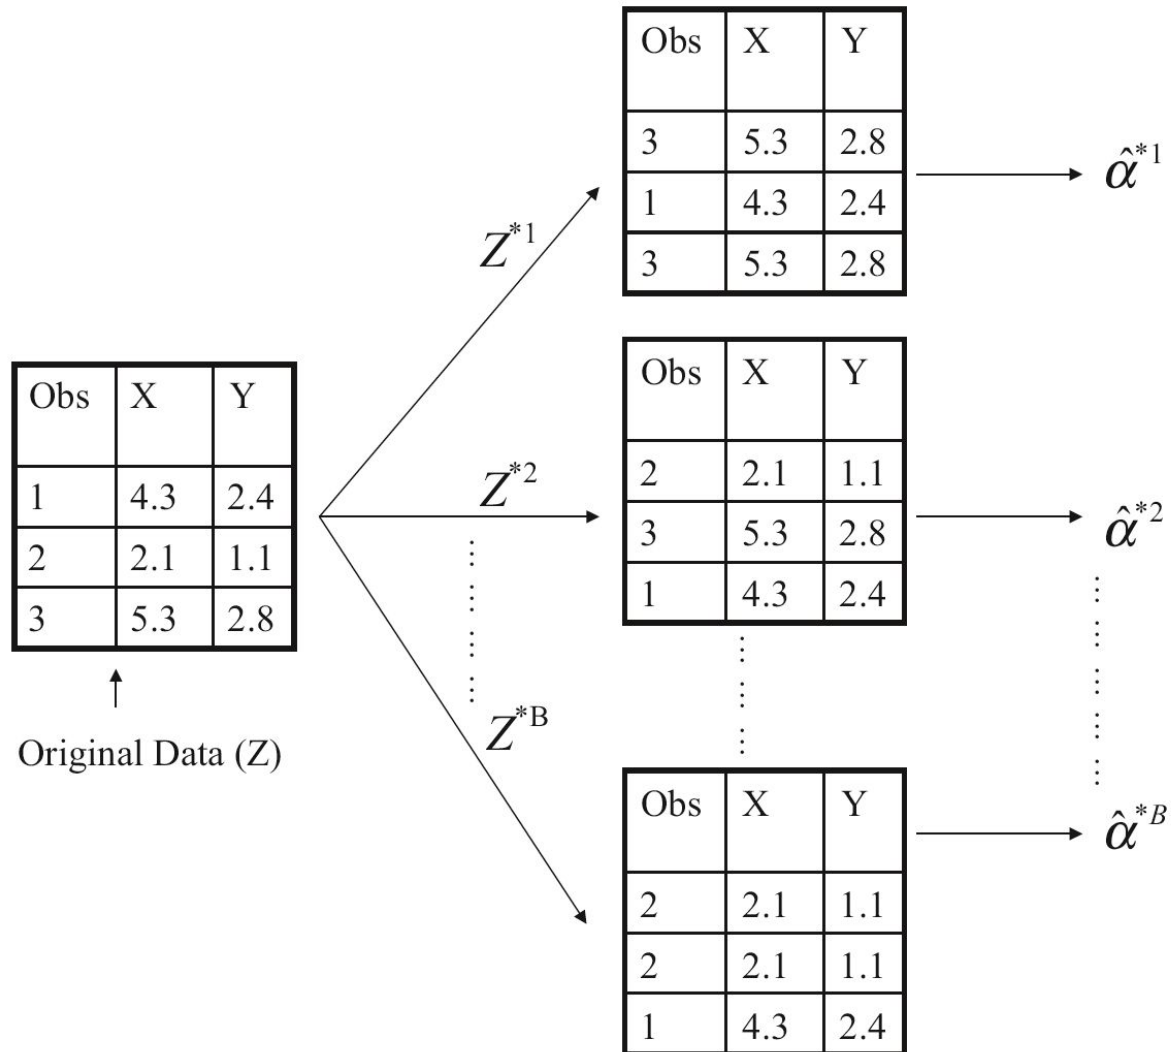 Obs X Y
3 5.3 2.8
1 4.3 2.4
3 5.3 2.8
α̂*1
Z*1
Obs X Y
1 4.3 2.4
2 2.1 1.1
3 5.3 2.8
Original Data (Z)
Z*2
Obs X Y
2 2.1 1.1
3 5.3 2.8
1 4.3 2.4
α̂*2
Z*B
Obs X Y
2 2.1 1.1
2 2.1 1.1
1 4.3 2.4
α̂*B